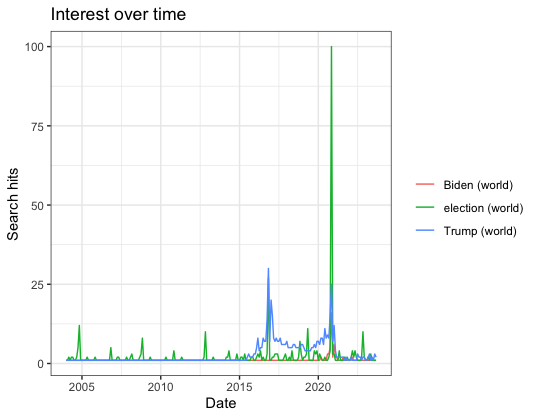 Interest over time
100
75
50
25
0
Search hits
2005
2010
2015
2020
Date
Biden (world)
election (world)
Trump (world)